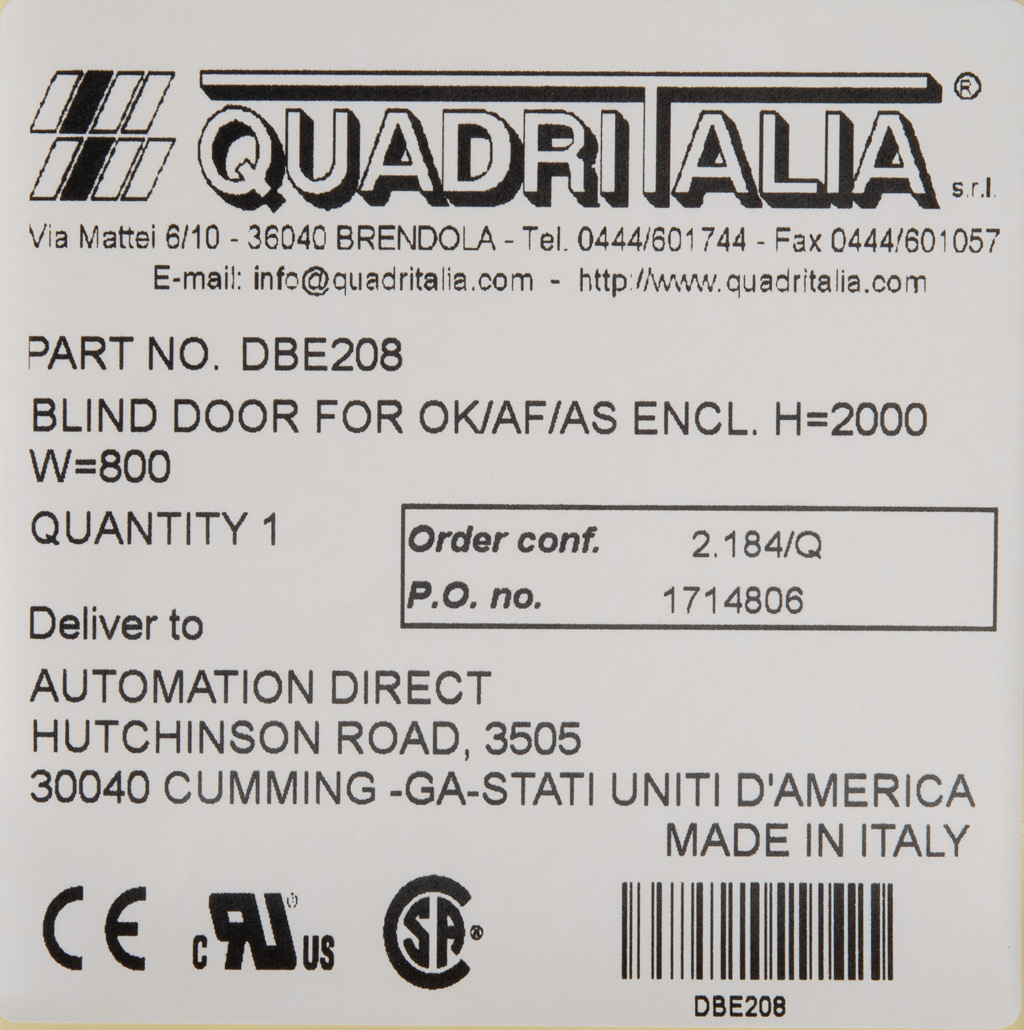 QUADRITALIA® s.r.l.
Via Mattei 6/10 - 36040 BRENDOLA - Tel. 0444/601744 - Fax 0444/601057
E-mail: info@quadritalia.com - http://www.quadritalia.com
PART NO. DBE208
BLIND DOOR FOR OK/AF/AS ENCL. H=2000
W=800
QUANTITY 1
Order conf. 2.184/Q
P.O. no. 1714806
Deliver to
AUTOMATION DIRECT
HUTCHINSON ROAD, 3505
30040 CUMMING -GA-STATI UNITI D'AMERICA
MADE IN ITALY
CE c RU US CSA®
DBE208